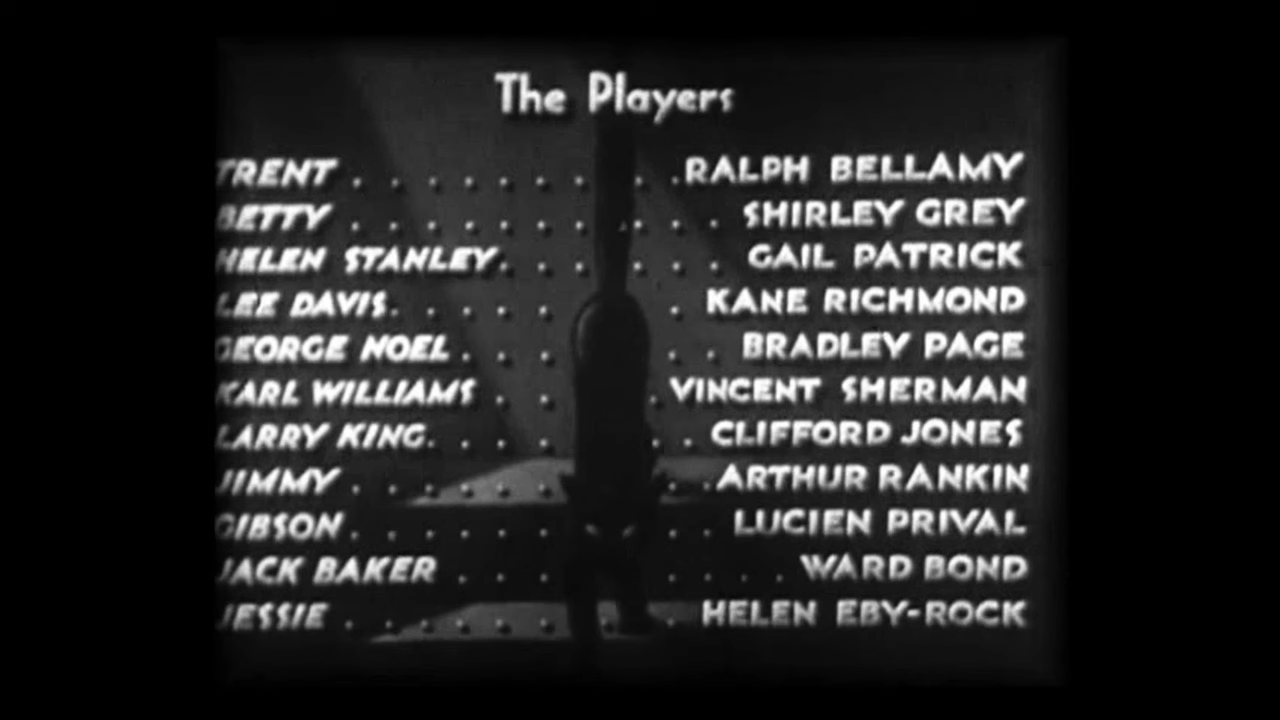 The Players
TRENT . . . . . . . . . RALPH BELLAMY
BETTY . . . . . . . . . . SHIRLEY GREY
HELEN STANLEY. . . . . . . GAIL PATRICK
LEE DAVIS. . . . . . KANE RICHMOND
GEORGE NOEL . . . . . BRADLEY PAGE
KARL WILLIAMS . . . VINCENT SHERMAN
LARRY KING. . . . . . CLIFFORD JONES
JIMMY . . . . . . . . ARTHUR RANKIN
GIBSON . . . . . . . . LUCIEN PRIVAL
JACK BAKER . . . . . . . WARD BOND
JESSIE . . . . . . . . . HELEN EBY-ROCK